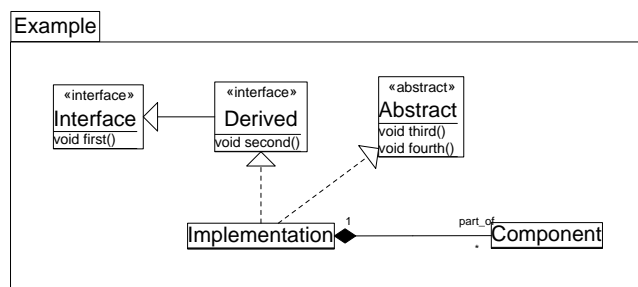 Example
«interface»
Interface
void first()
«interface»
Derived
void second()
«abstract»
Abstract
void third()
void fourth()
Implementation
1
part_of
*
Component